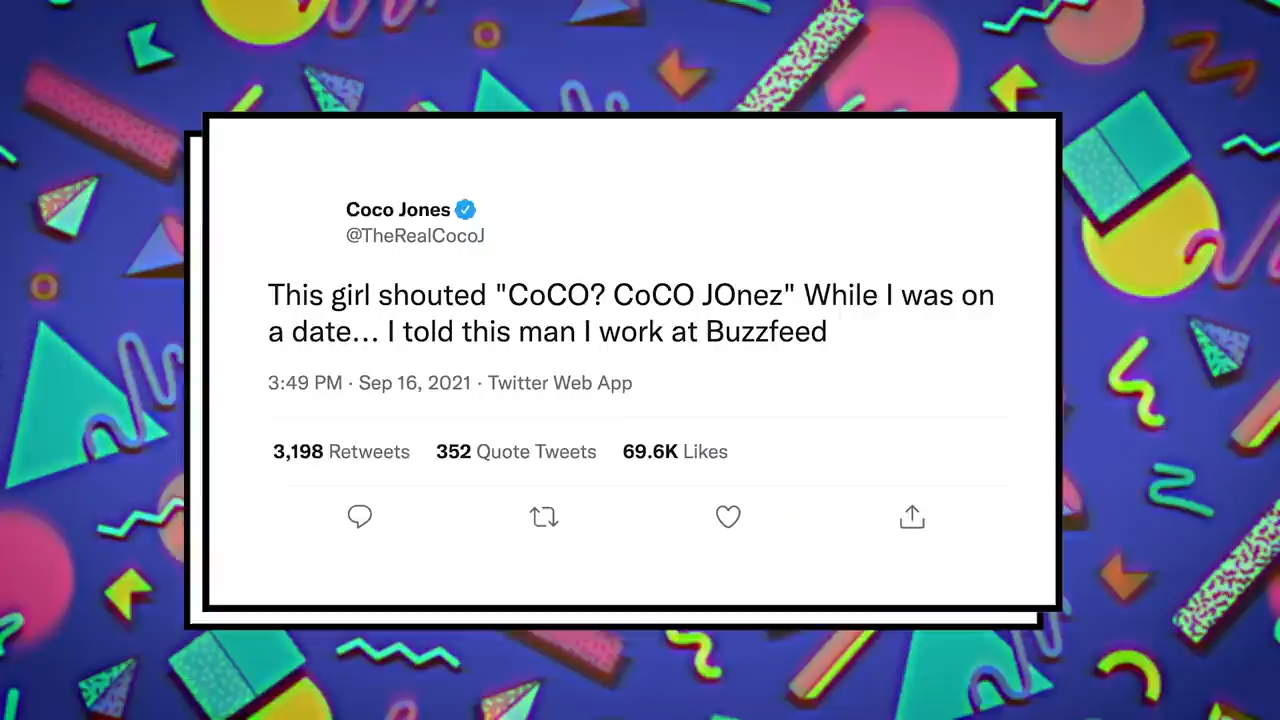 Coco Jones
@TheRealCocoJ
This girl shouted "CoCO? CoCO JOnez" While I was on
a date... I told this man I work at Buzzfeed
3:49 PM · Sep 16, 2021 · Twitter Web App
3,198 Retweets 352 Quote Tweets 69.6K Likes